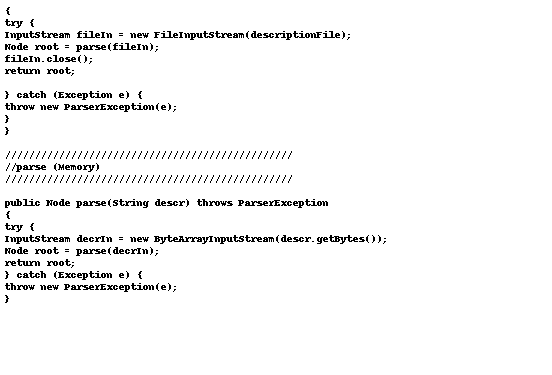 {
try {
InputStream fileIn = new FileInputStream(descriptionFile);
Node root = parse(fileIn);
fileIn.close();
return root;

} catch (Exception e) {
throw new ParserException(e);
}
}

////////////////////////////////////////////////
//parse (Memory)
////////////////////////////////////////////////

public Node parse(String descr) throws ParserException
{
try {
InputStream decrIn = new ByteArrayInputStream(descr.getBytes());
Node root = parse(decrIn);
return root;
} catch (Exception e) {
throw new ParserException(e);
}